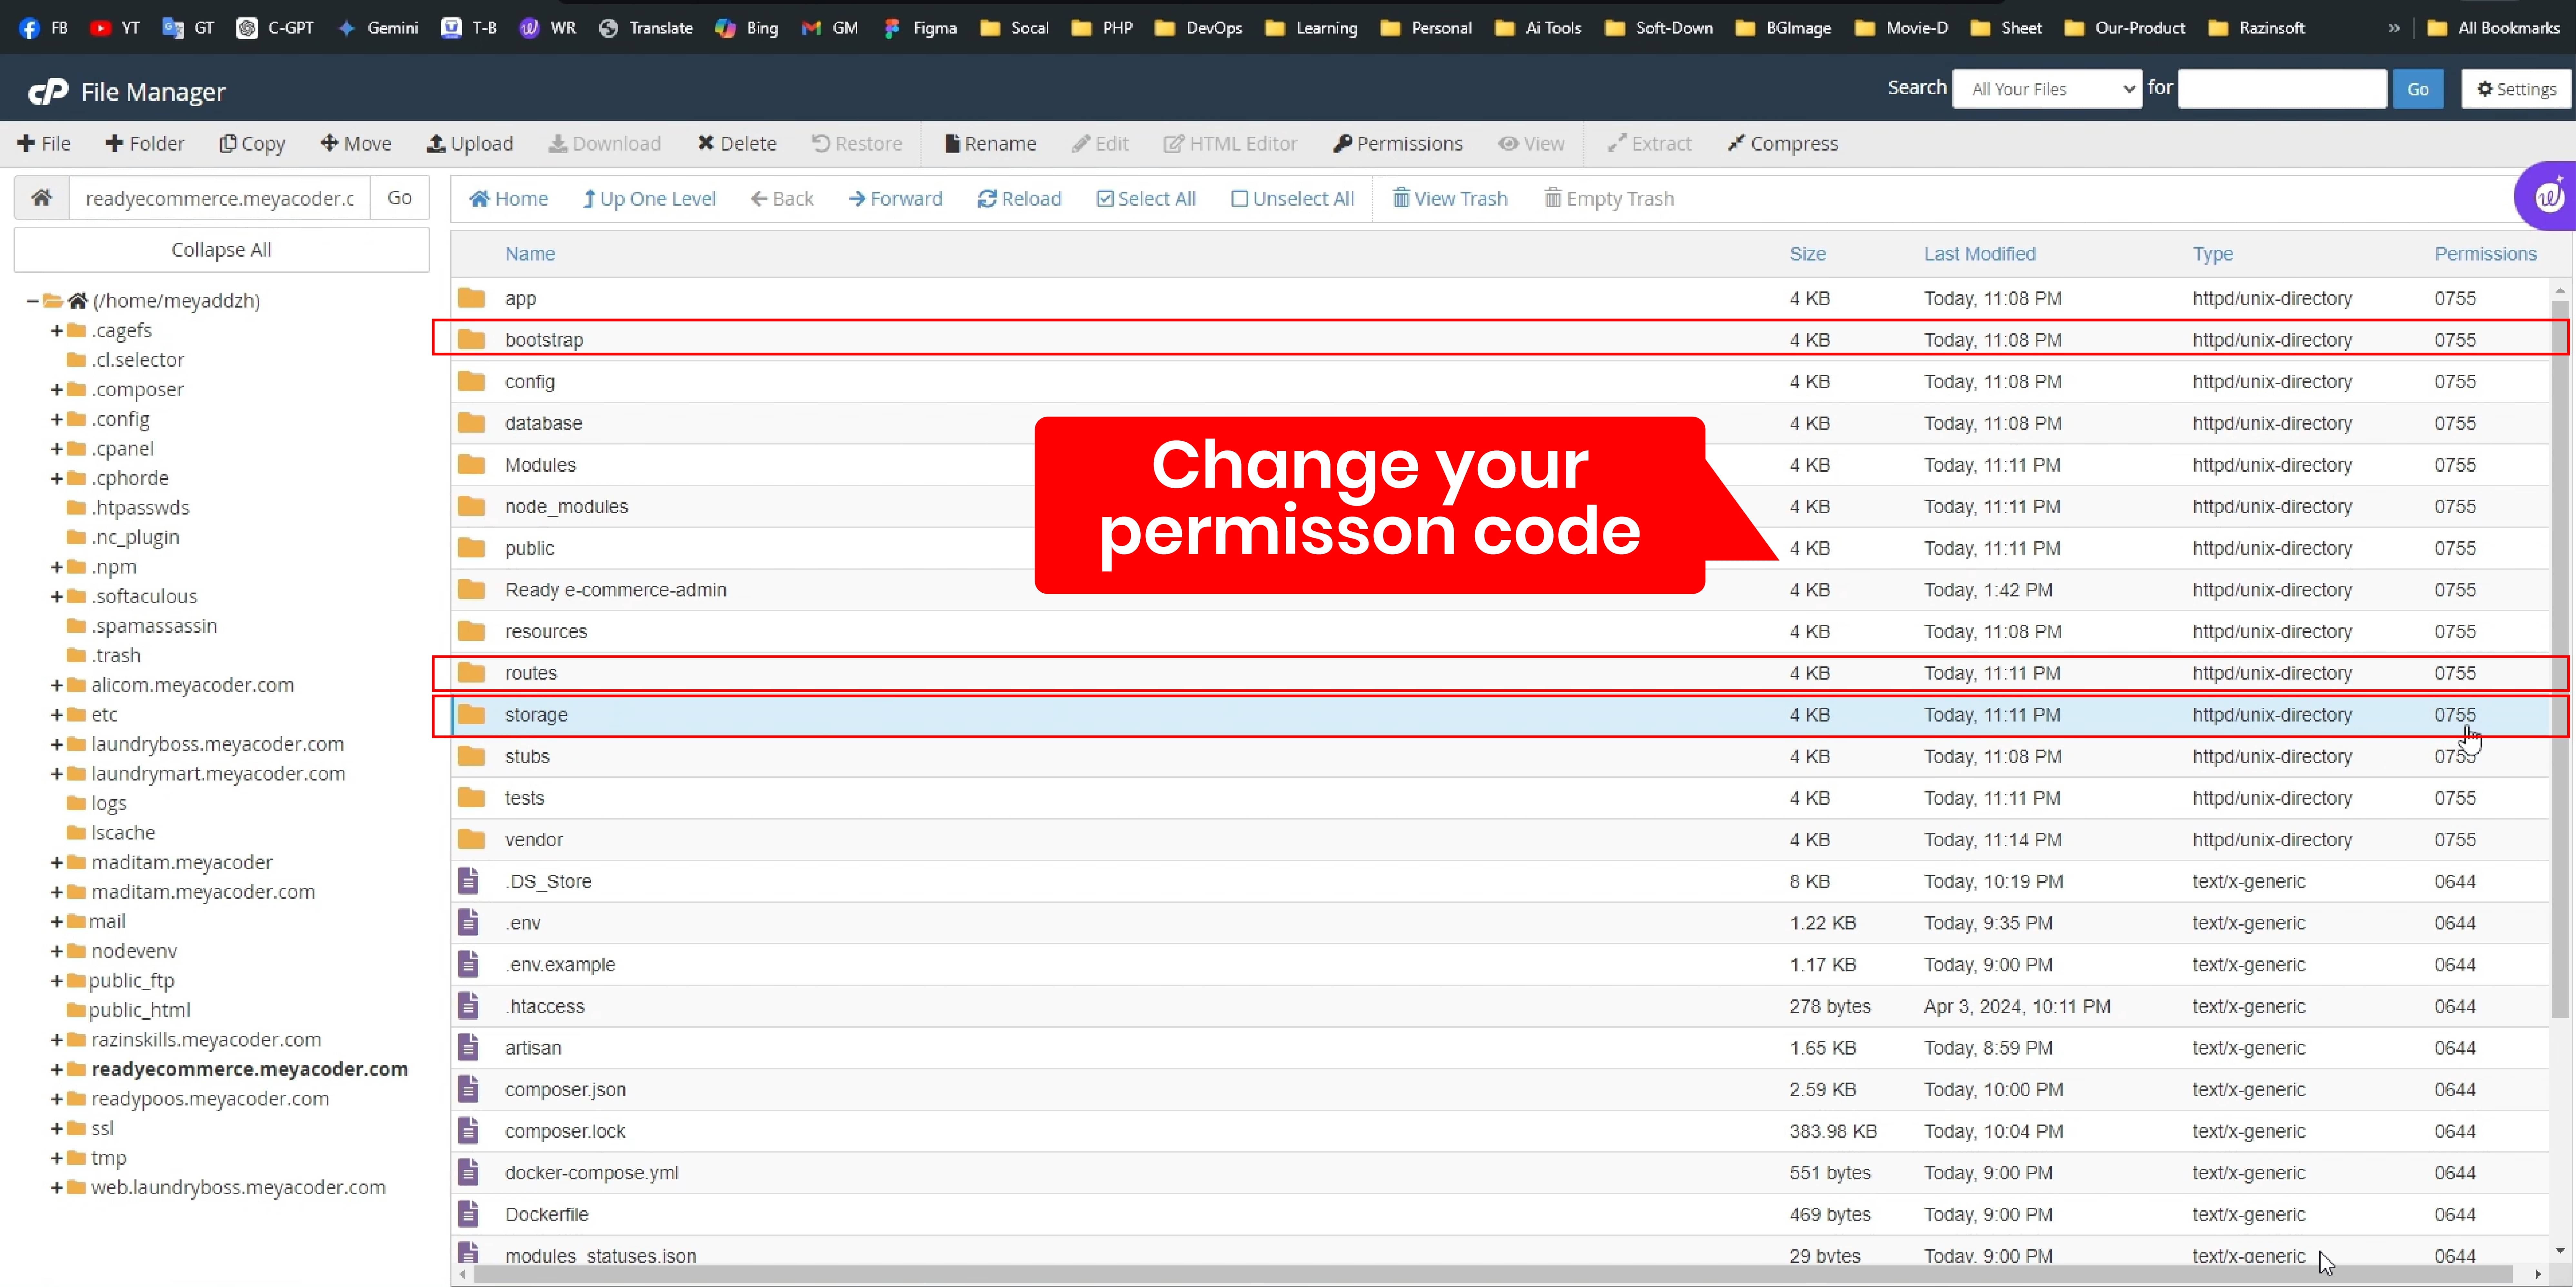 FB YT GT C-GPT Gemini T-B WR Translate Bing GM Figma Socal PHP DevOps Learning Personal Ai Tools Soft-Down BGImage Movie-D Sheet Our-Product Razinsoft » All Bookmarks
cP File Manager Search All Your Files for Go Settings
File Folder Copy Move Upload Download Delete Restore Rename Edit HTML Editor Permissions View Extract Compress
readyecommerce.meyacoder.c Go Home Up One Level Back Forward Reload Select All Unselect All View Trash Empty Trash
Collapse All
(/home/meyaddzh)
.cagefs
.cl.selector
.composer
.config
.cpanel
.cphorde
.htpasswds
.nc_plugin
.npm
.softaculous
.spamassassin
.trash
alicom.meyacoder.com
etc
laundryboss.meyacoder.com
laundrymart.meyacoder.com
logs
lscache
maditam.meyacoder
maditam.meyacoder.com
mail
nodevenv
public_ftp
public_html
razinskills.meyacoder.com
readyecommerce.meyacoder.com
readypoos.meyacoder.com
ssl
tmp
web.laundryboss.meyacoder.com
Name Size Last Modified Type Permissions
app 4 KB Today, 11:08 PM httpd/unix-directory 0755
bootstrap 4 KB Today, 11:08 PM httpd/unix-directory 0755
config 4 KB Today, 11:08 PM httpd/unix-directory 0755
database 4 KB Today, 11:08 PM httpd/unix-directory 0755
Modules 4 KB Today, 11:11 PM httpd/unix-directory 0755
node_modules 4 KB Today, 11:11 PM httpd/unix-directory 0755
public 4 KB Today, 11:11 PM httpd/unix-directory 0755
Ready e-commerce-admin 4 KB Today, 1:42 PM httpd/unix-directory 0755
resources 4 KB Today, 11:08 PM httpd/unix-directory 0755
routes 4 KB Today, 11:11 PM httpd/unix-directory 0755
storage 4 KB Today, 11:11 PM httpd/unix-directory 0755
stubs 4 KB Today, 11:08 PM httpd/unix-directory 0755
tests 4 KB Today, 11:11 PM httpd/unix-directory 0755
vendor 4 KB Today, 11:14 PM httpd/unix-directory 0755
.DS_Store 8 KB Today, 10:19 PM text/x-generic 0644
.env 1.22 KB Today, 9:35 PM text/x-generic 0644
.env.example 1.17 KB Today, 9:00 PM text/x-generic 0644
.htaccess 278 bytes Apr 3, 2024, 10:11 PM text/x-generic 0644
artisan 1.65 KB Today, 8:59 PM text/x-generic 0644
composer.json 2.59 KB Today, 10:00 PM text/x-generic 0644
composer.lock 383.98 KB Today, 10:04 PM text/x-generic 0644
docker-compose.yml 551 bytes Today, 9:00 PM text/x-generic 0644
Dockerfile 469 bytes Today, 9:00 PM text/x-generic 0644
modules_statuses.json 29 bytes Today, 9:00 PM text/x-generic 0644
Change your
permisson code